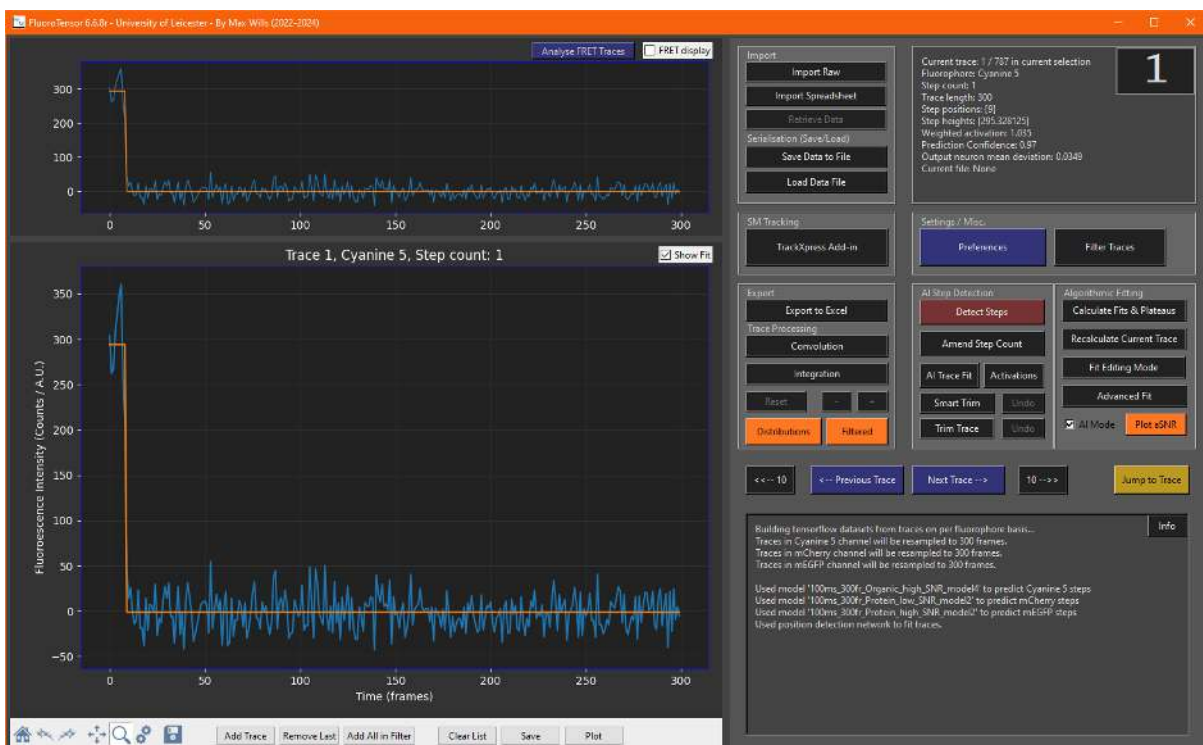 FluoroTensor 6.6.8r - University of Leicester - By Max Wills (2022-2024)
Analyse FRET Traces
FRET display
300
200
100
0
0 50 100 150 200 250 300
Trace 1, Cyanine 5, Step count: 1
Show Fit
Fluoroescence Intensity (Counts / A.U.)
350
300
250
200
150
100
50
0
−50
0 50 100 150 200 250 300
Time (frames)
Add Trace Remove Last Add All in Filter Clear List Save Plot
Import
Import Raw
Import Spreadsheet
Retrieve Data
Serialisation (Save/Load)
Save Data to File
Load Data File
Current trace: 1 / 787 in current selection
Fluorophore: Cyanine 5
Step count: 1
Trace length: 300
Step positions: [9]
Step heights: [295.328125]
Weighted activation: 1.035
Prediction Confidence: 0.97
Output neuron mean deviation: 0.0349
Current file: None
1
SM Tracking
TrackXpress Add-in
Settings / Misc.
Preferences
Filter Traces
Export
Export to Excel
Trace Processing
Convolution
Integration
Reset
Distributions Filtered
AI Step Detection
Detect Steps
Amend Step Count
AI Trace Fit Activations
Smart Trim Undo
Trim Trace Undo
Algorithmic Fitting
Calculate Fits & Plateaus
Recalculate Current Trace
Fit Editing Mode
Advanced Fit
AI Mode Plot eSNR
<<-- 10 <-- Previous Trace Next Trace --> 10 -->> Jump to Trace
Info
Building tensorflow datasets from traces on per fluorophore basis...
Traces in Cyanine 5 channel will be resampled to 300 frames.
Traces in mCherry channel will be resampled to 300 frames.
Traces in mEGFP channel will be resampled to 300 frames.
Used model '100ms_300fr_Organic_high_SNR_model4' to predict Cyanine 5 steps
Used model '100ms_300fr_Protein_low_SNR_model2' to predict mCherry steps
Used model '100ms_300fr_Protein_high_SNR_model2' to predict mEGFP steps
Used position detection network to fit traces.